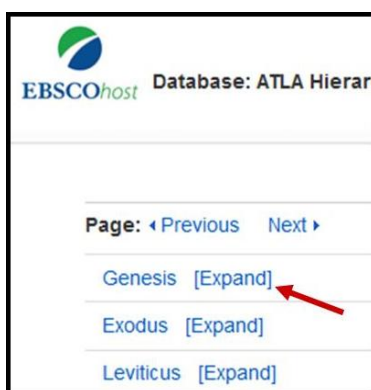 EBSCOhost
Database: ATLA Hierar
Page: Previous Next
Genesis [Expand]
Exodus [Expand]
Leviticus [Expand]